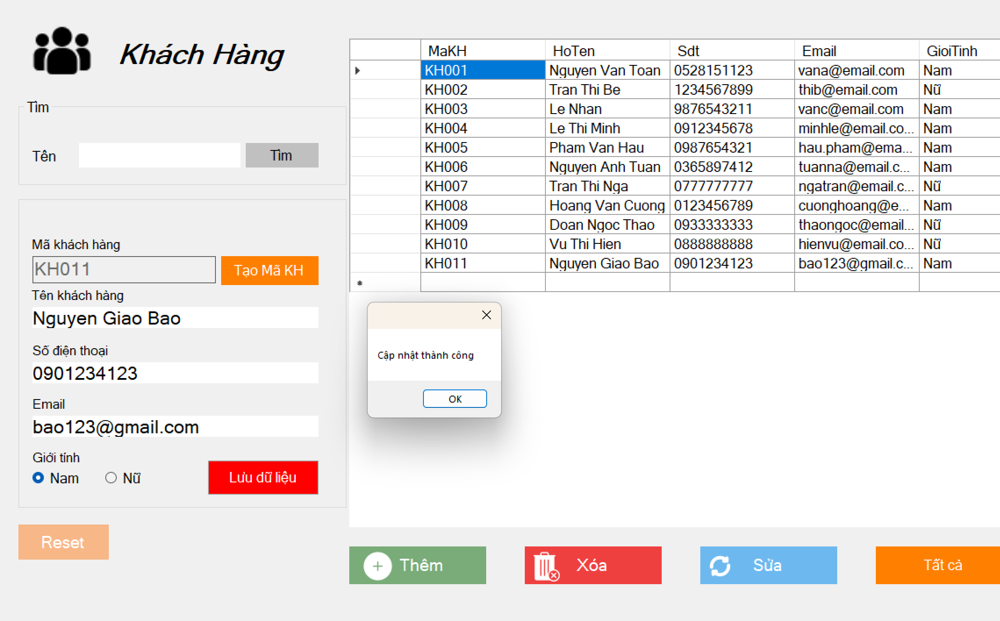 Khách Hàng
Tìm
Tên
Tìm
Mã khách hàng
KH011
Tạo Mã KH
Tên khách hàng
Nguyen Giao Bao
Số điện thoại
0901234123
Email
bao123@gmail.com
Giới tính
Nam Nữ
Lưu dữ liệu
Reset
MaKH HoTen Sdt Email GioiTinh
KH001 Nguyen Van Toan 0528151123 vana@email.com Nam
KH002 Tran Thi Be 1234567899 thib@email.com Nữ
KH003 Le Nhan 9876543211 vanc@email.com Nam
KH004 Le Thi Minh 0912345678 minhle@email.co... Nam
KH005 Pham Van Hau 0987654321 hau.pham@ema... Nam
KH006 Nguyen Anh Tuan 0365897412 tuanna@email.c... Nam
KH007 Tran Thi Nga 0777777777 ngatran@email.c... Nữ
KH008 Hoang Van Cuong 0123456789 cuonghoang@e... Nam
KH009 Doan Ngoc Thao 0933333333 thaongoc@email... Nữ
KH010 Vu Thi Hien 0888888888 hienvu@email.co... Nữ
KH011 Nguyen Giao Bao 0901234123 bao123@gmail.c... Nam
Cập nhật thành công
OK
Thêm
Xóa
Sửa
Tất cả